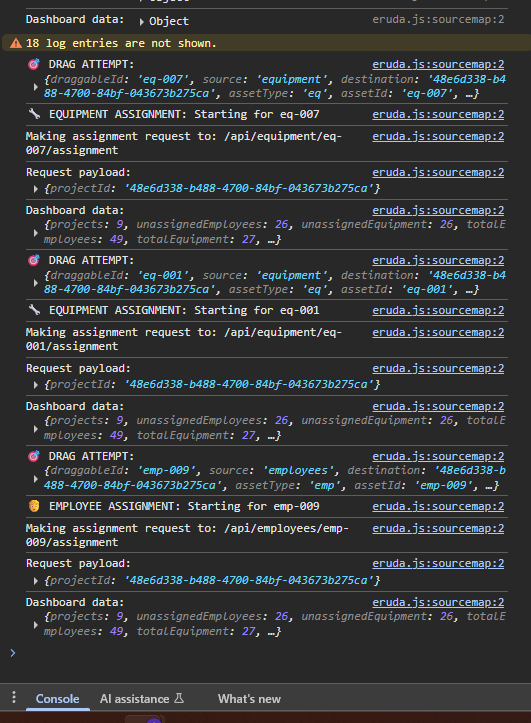 Dashboard data: ▸ Object eruda.js:sourcemap:2
18 log entries are not shown.
🎯 DRAG ATTEMPT: eruda.js:sourcemap:2
{draggableId: 'eq-007', source: 'equipment', destination: '48e6d338-b4
88-4700-84bf-043673b275ca', assetType: 'eq', assetId: 'eq-007', …}
🔧 EQUIPMENT ASSIGNMENT: Starting for eq-007 eruda.js:sourcemap:2
Making assignment request to: /api/equipment/eq- eruda.js:sourcemap:2
007/assignment
Request payload: eruda.js:sourcemap:2
▸ {projectId: '48e6d338-b488-4700-84bf-043673b275ca'}
Dashboard data: eruda.js:sourcemap:2
{projects: 9, unassignedEmployees: 26, unassignedEquipment: 26, totalE
mployees: 49, totalEquipment: 27, …}
🎯 DRAG ATTEMPT: eruda.js:sourcemap:2
{draggableId: 'eq-001', source: 'equipment', destination: '48e6d338-b4
88-4700-84bf-043673b275ca', assetType: 'eq', assetId: 'eq-001', …}
🔧 EQUIPMENT ASSIGNMENT: Starting for eq-001 eruda.js:sourcemap:2
Making assignment request to: /api/equipment/eq- eruda.js:sourcemap:2
001/assignment
Request payload: eruda.js:sourcemap:2
▸ {projectId: '48e6d338-b488-4700-84bf-043673b275ca'}
Dashboard data: eruda.js:sourcemap:2
{projects: 9, unassignedEmployees: 26, unassignedEquipment: 26, totalE
mployees: 49, totalEquipment: 27, …}
🎯 DRAG ATTEMPT: eruda.js:sourcemap:2
{draggableId: 'emp-009', source: 'employees', destination: '48e6d338-b
488-4700-84bf-043673b275ca', assetType: 'emp', assetId: 'emp-009', …}
EMPLOYEE ASSIGNMENT: Starting for emp-009 eruda.js:sourcemap:2
Making assignment request to: /api/employees/emp- eruda.js:sourcemap:2
009/assignment
Request payload: eruda.js:sourcemap:2
▸ {projectId: '48e6d338-b488-4700-84bf-043673b275ca'}
Dashboard data: eruda.js:sourcemap:2
{projects: 9, unassignedEmployees: 26, unassignedEquipment: 26, totalE
mployees: 49, totalEquipment: 27, …}
Console AI assistance What's new